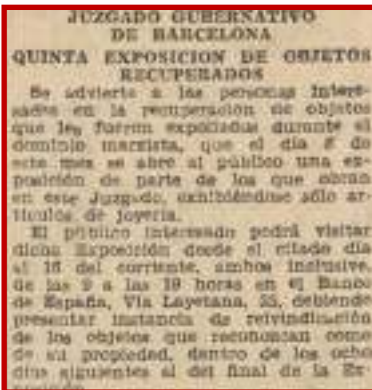 JUZGADO GUBERNATIVO
DE BARCELONA
QUINTA EXPOSICION DE OBJETOS
RECUPERADOS
Se advierte a las personas intere-
sadas en la recuperación de objetos
que les fueron expoliados durante el
dominio marxista, que el día 8 de
este mes se abre al público una ex-
posición de parte de los que obran
en este Juzgado, exhibiéndose sólo ar-
tículos de joyería.
El público interesado podrá visitar
dicha Exposición desde el citado día
al 16 del corriente, ambos inclusive,
de las 9 a las 19 horas en el Banco
de España, Vía Layetana, 35, debiendo
presentar instancia de reivindicación
de los objetos que reconozcan como
de su propiedad, dentro de los ocho
días siguientes al del final de la Ex-
posición.